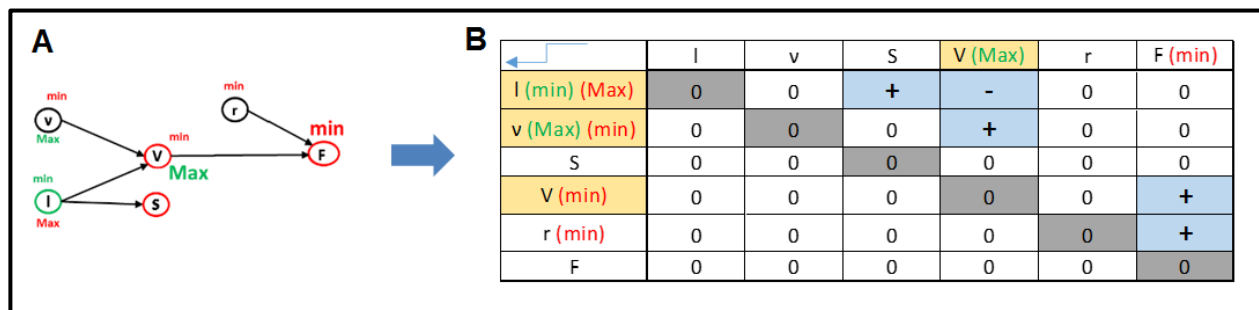 A
min
v
Max
min
r
min
V
Max
min
F
min
l
Max
S
B
l ν S V (Max) r F (min)
l (min) (Max) 0 0 + - 0 0
ν (Max) (min) 0 0 0 + 0 0
S 0 0 0 0 0 0
V (min) 0 0 0 0 0 +
r (min) 0 0 0 0 0 +
F 0 0 0 0 0 0